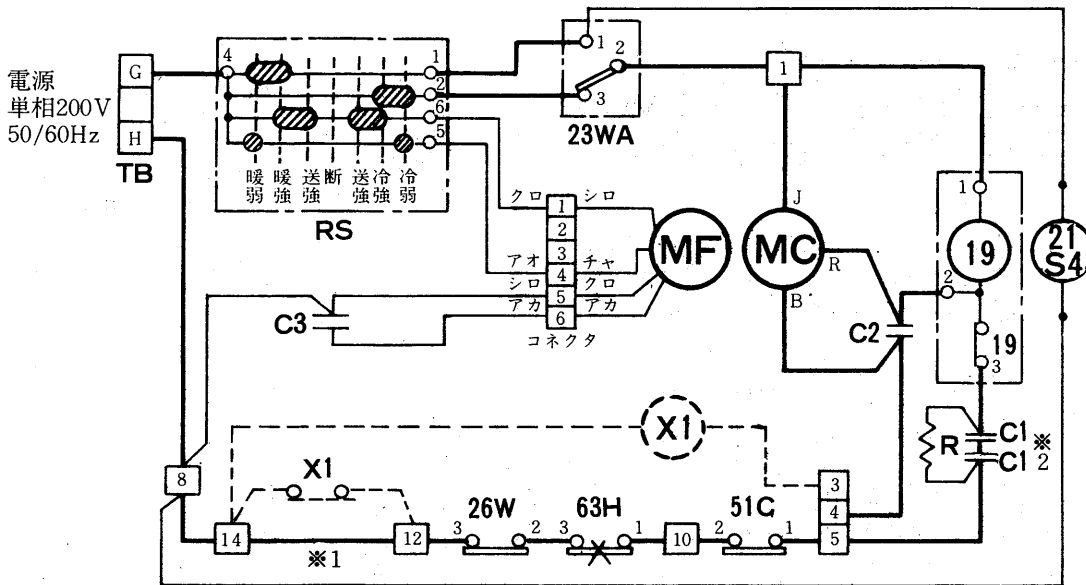 電源
単相200V
50/60Hz
G
H
TB
4
1
2
6
5
暖弱
暖強
送強
断
送強
冷強
冷弱
RS
1
2
3
23WA
1
クロ
シロ
アオ
チャ
シロ
クロ
アカ
アカ
1
2
3
4
5
6
コネクタ
MF
C3
J
MC
R
B
C2
1
19
2
19
3
21
S4
R
C1
C1
※2
X1
8
X1
14
※1
12
3
26W
2
3
63H
1
10
2
51C
1
3
4
5